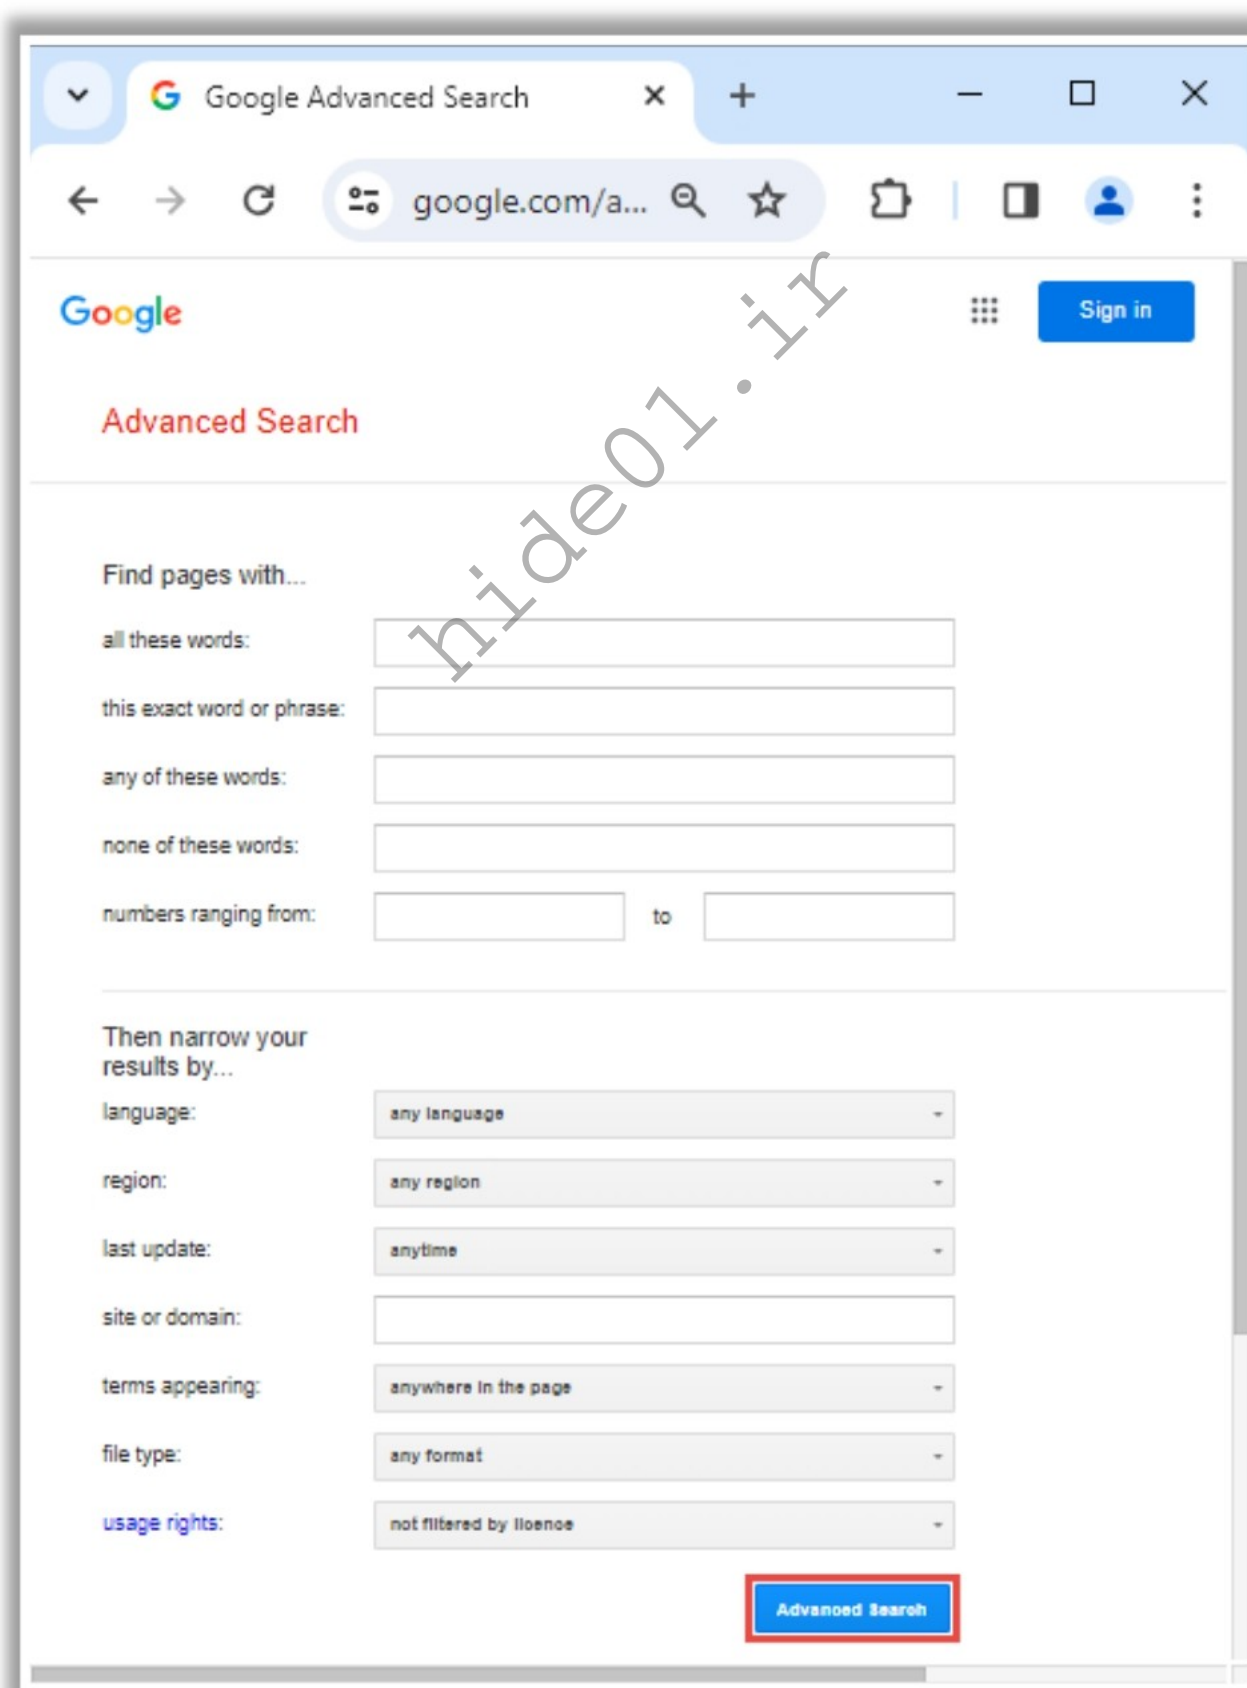 Google Advanced Search
google.com/a...
Google
Sign in
Advanced Search
hide01.ir
Find pages with...
all these words:
this exact word or phrase:
any of these words:
none of these words:
numbers ranging from: to
Then narrow your
results by...
language: any language
region: any region
last update: anytime
site or domain:
terms appearing: anywhere in the page
file type: any format
usage rights: not filtered by licence
Advanced Search